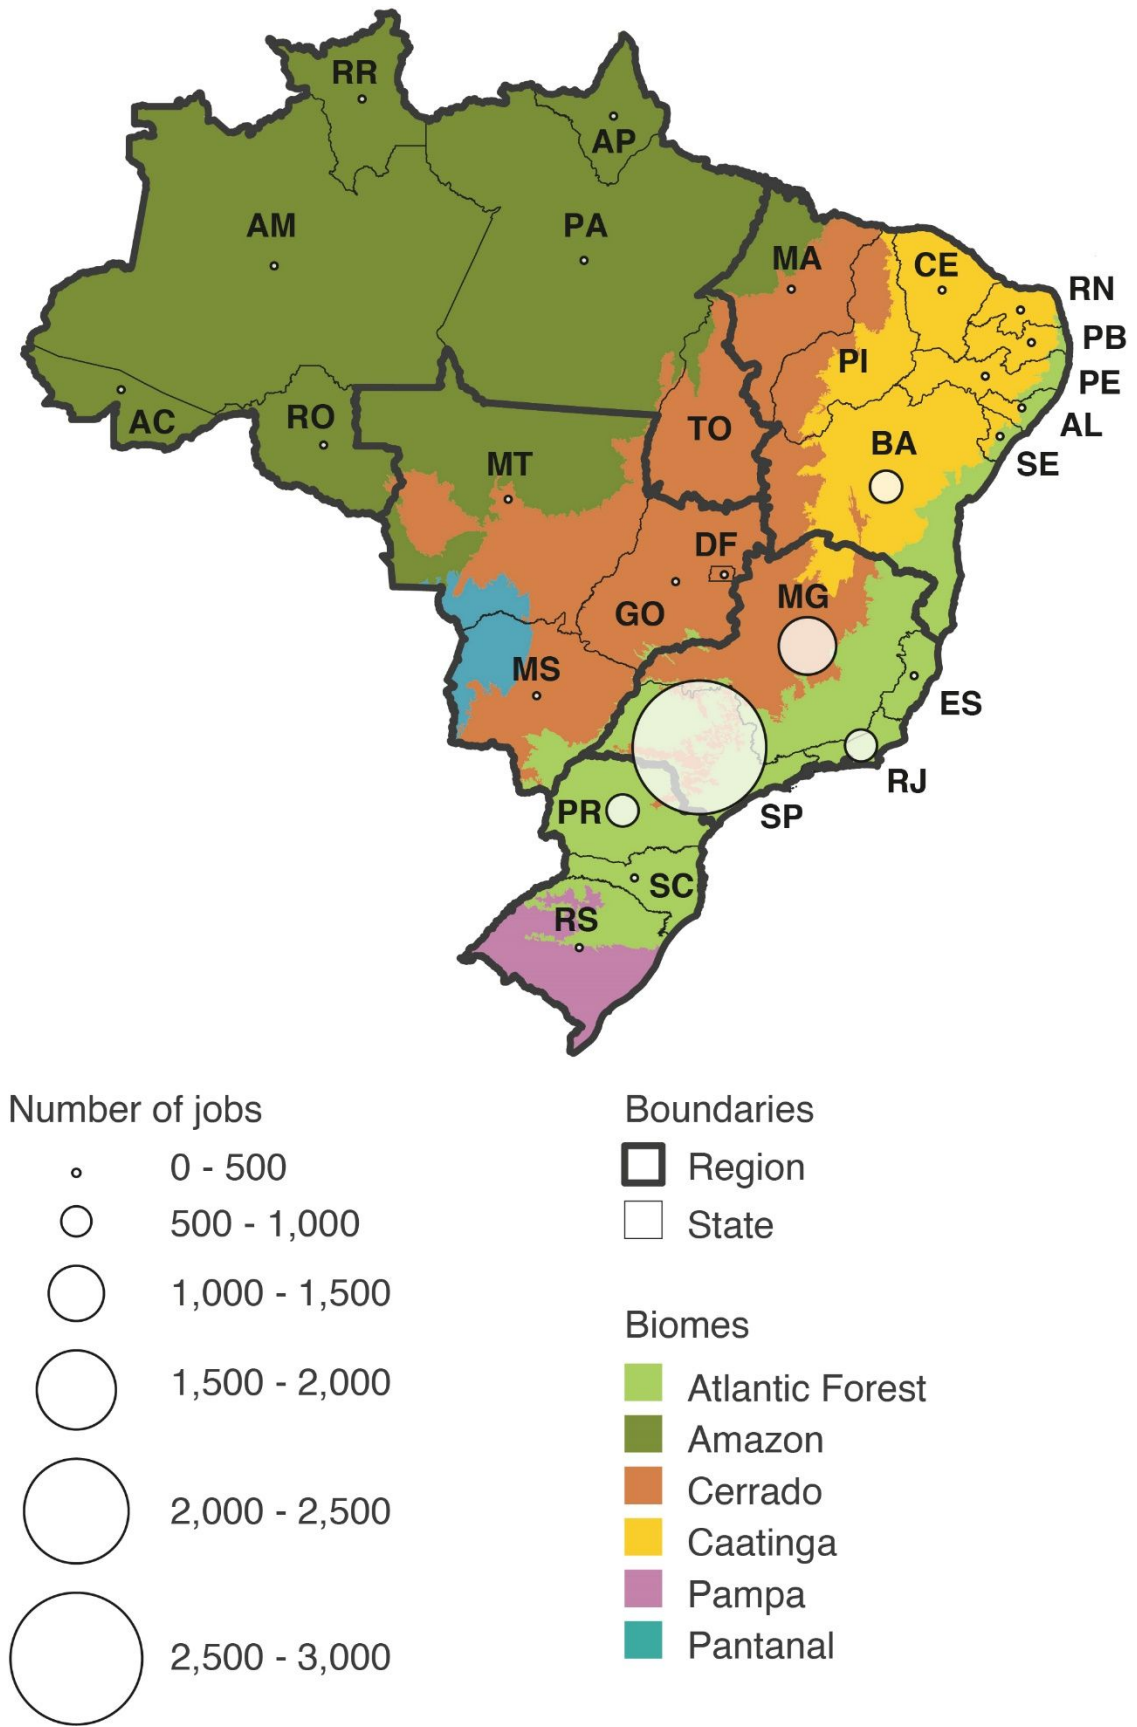 RR
AP
AM
PA
MA
CE
RN
PB
PI
PE
AC
RO
TO
BA
AL
MT
SE
DF
MG
GO
MS
ES
RJ
PR
SP
SC
RS
Number of jobs
0 - 500
500 - 1,000
1,000 - 1,500
1,500 - 2,000
2,000 - 2,500
2,500 - 3,000
Boundaries
Region
State
Biomes
Atlantic Forest
Amazon
Cerrado
Caatinga
Pampa
Pantanal